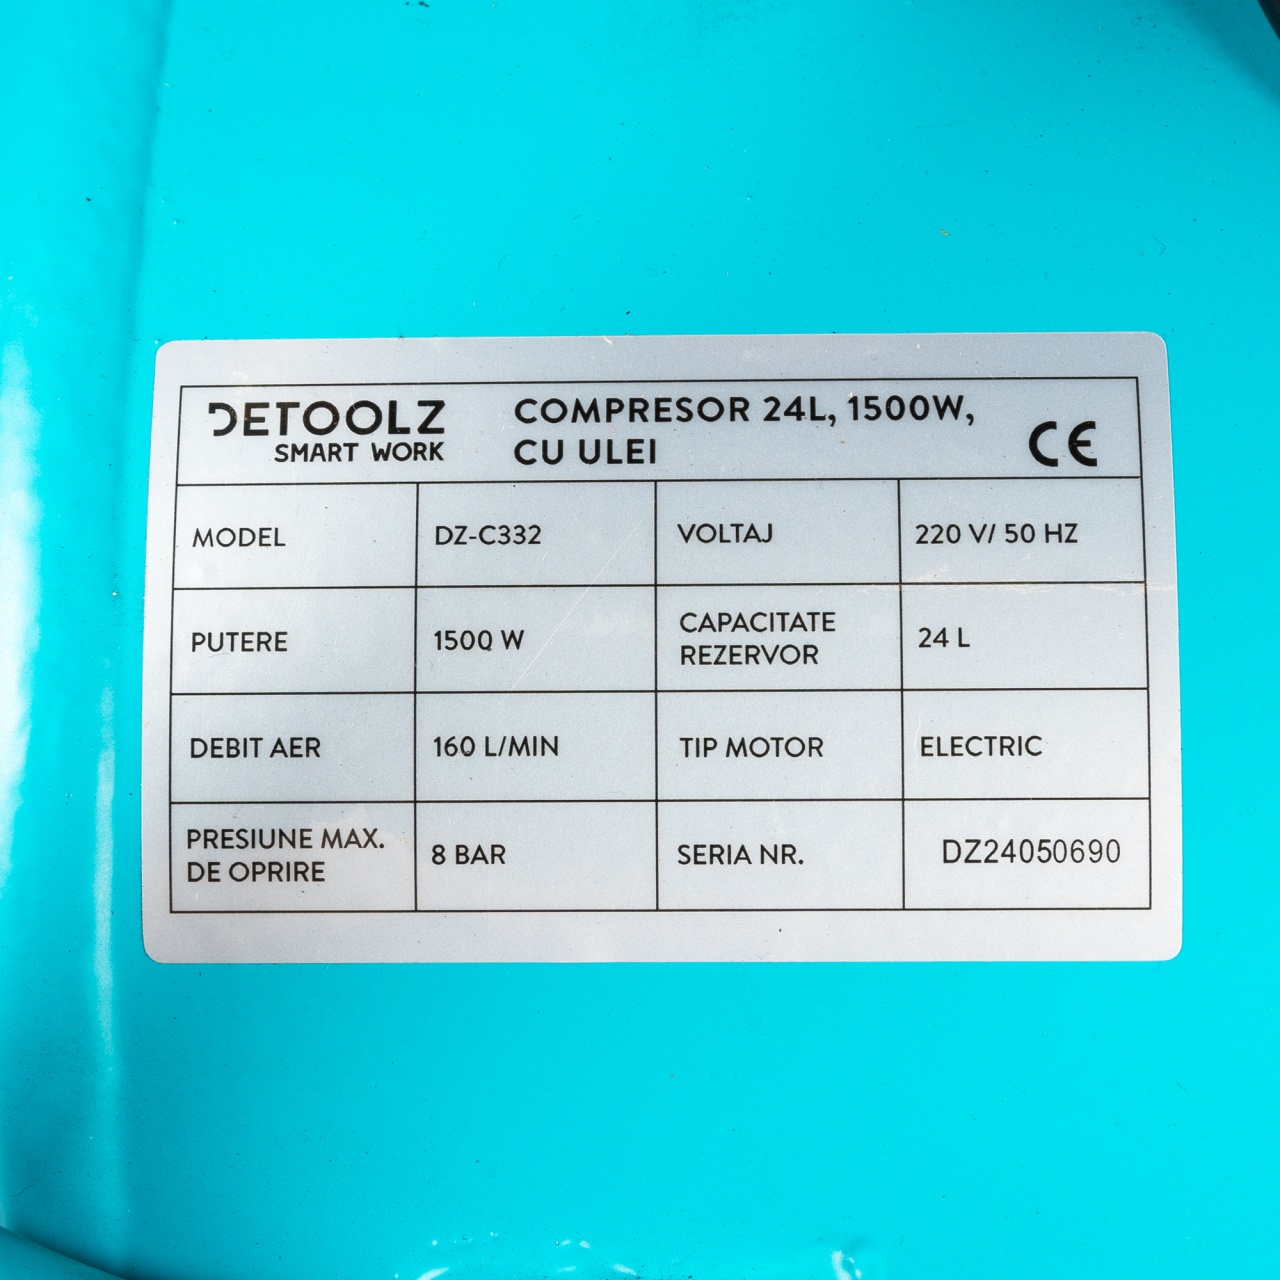 DETOOLZ
SMART WORK
COMPRESOR 24L, 1500W,
CU ULEI
CE
MODEL DZ-C332 VOLTAJ 220 V/ 50 HZ
PUTERE 1500 W CAPACITATE REZERVOR 24 L
DEBIT AER 160 L/MIN TIP MOTOR ELECTRIC
PRESIUNE MAX. DE OPRIRE 8 BAR SERIA NR. DZ24050690